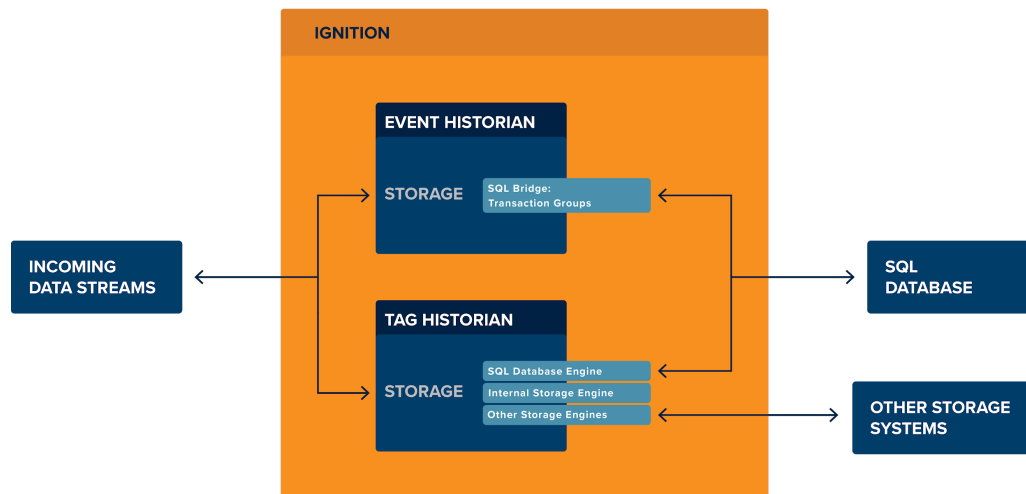 IGNITION
EVENT HISTORIAN
STORAGE
SQL Bridge:
Transaction Groups
INCOMING
DATA STREAMS
SQL
DATABASE
TAG HISTORIAN
STORAGE
SQL Database Engine
Internal Storage Engine
Other Storage Engines
OTHER STORAGE
SYSTEMS